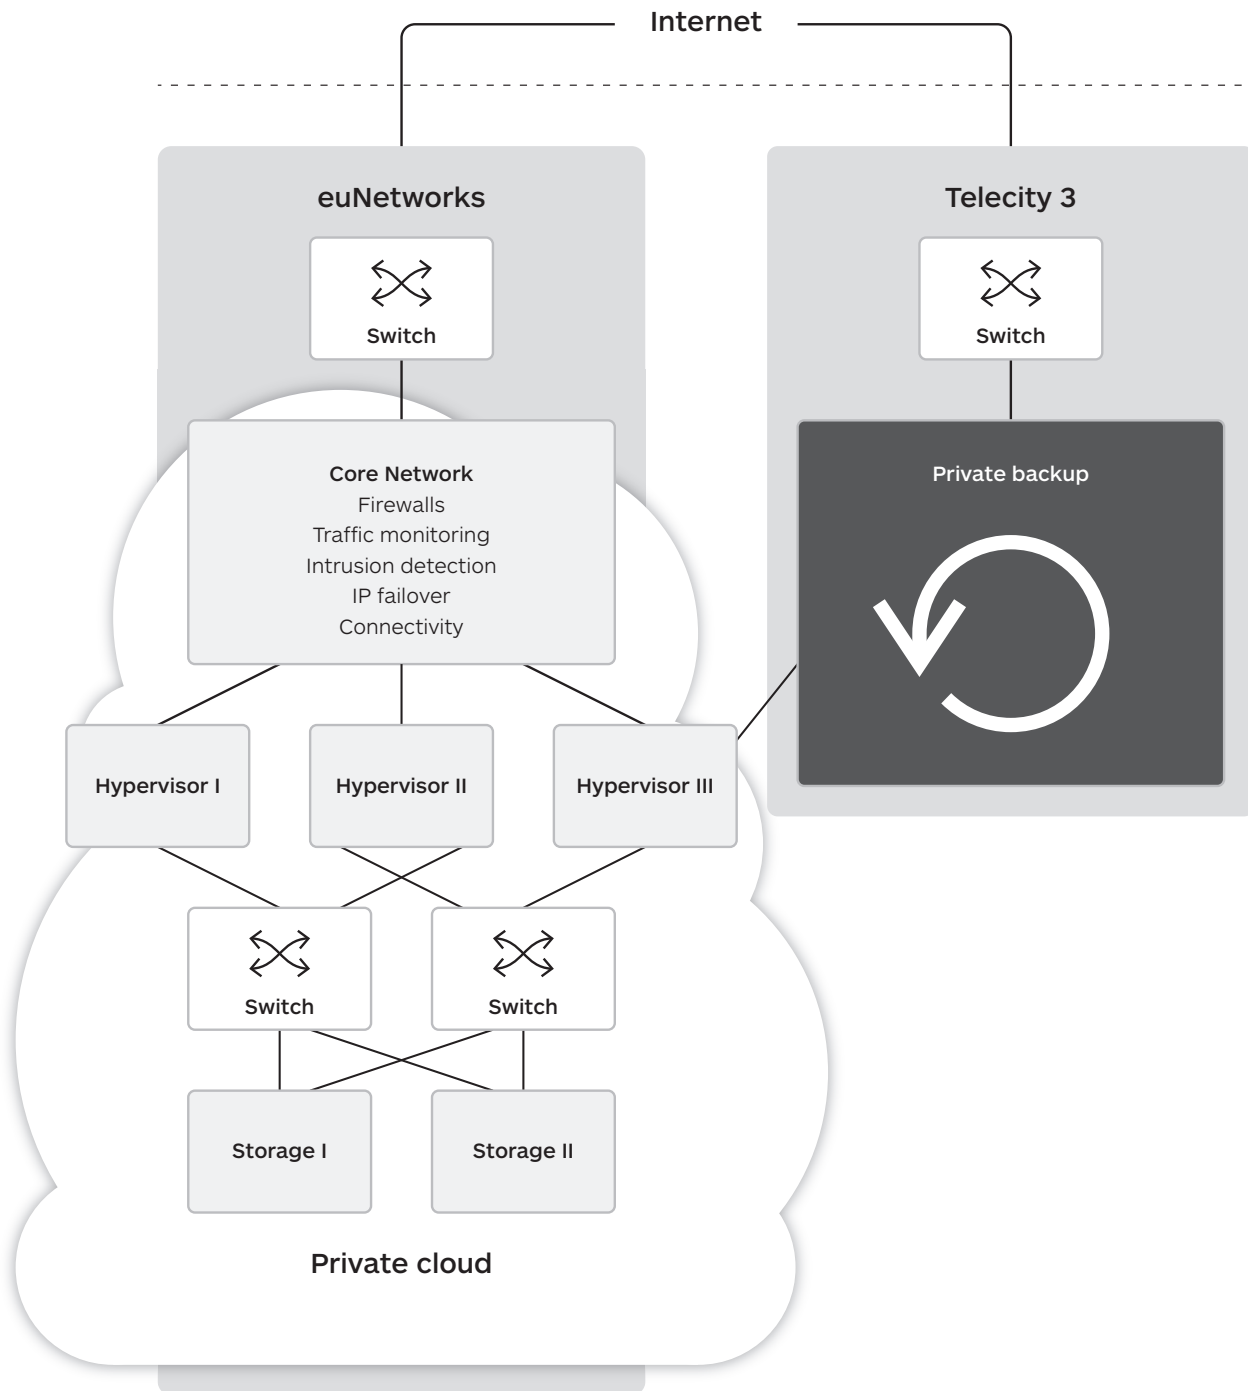 Internet
euNetworks
Telecity 3
Switch
Switch
Core Network
Firewalls
Traffic monitoring
Intrusion detection
IP failover
Connectivity
Private backup
Hypervisor I
Hypervisor II
Hypervisor III
Switch
Switch
Storage I
Storage II
Private cloud